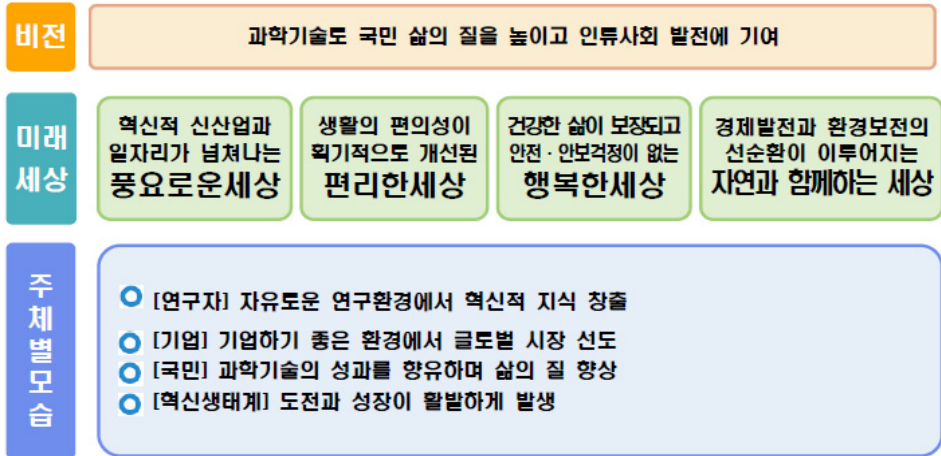 비전
과학기술로 국민 삶의 질을 높이고 인류사회 발전에 기여
미래
세상
혁신적 신산업과
일자리가 넘쳐나는
풍요로운세상
생활의 편의성이
획기적으로 개선된
편리한세상
건강한 삶이 보장되고
안전·안보걱정이 없는
행복한세상
경제발전과 환경보전의
선순환이 이루어지는
자연과 함께하는 세상
주
체
별
모
습
[연구자] 자유로운 연구환경에서 혁신적 지식 창출
[기업] 기업하기 좋은 환경에서 글로벌 시장 선도
[국민] 과학기술의 성과를 향유하며 삶의 질 향상
[혁신생태계] 도전과 성장이 활발하게 발생